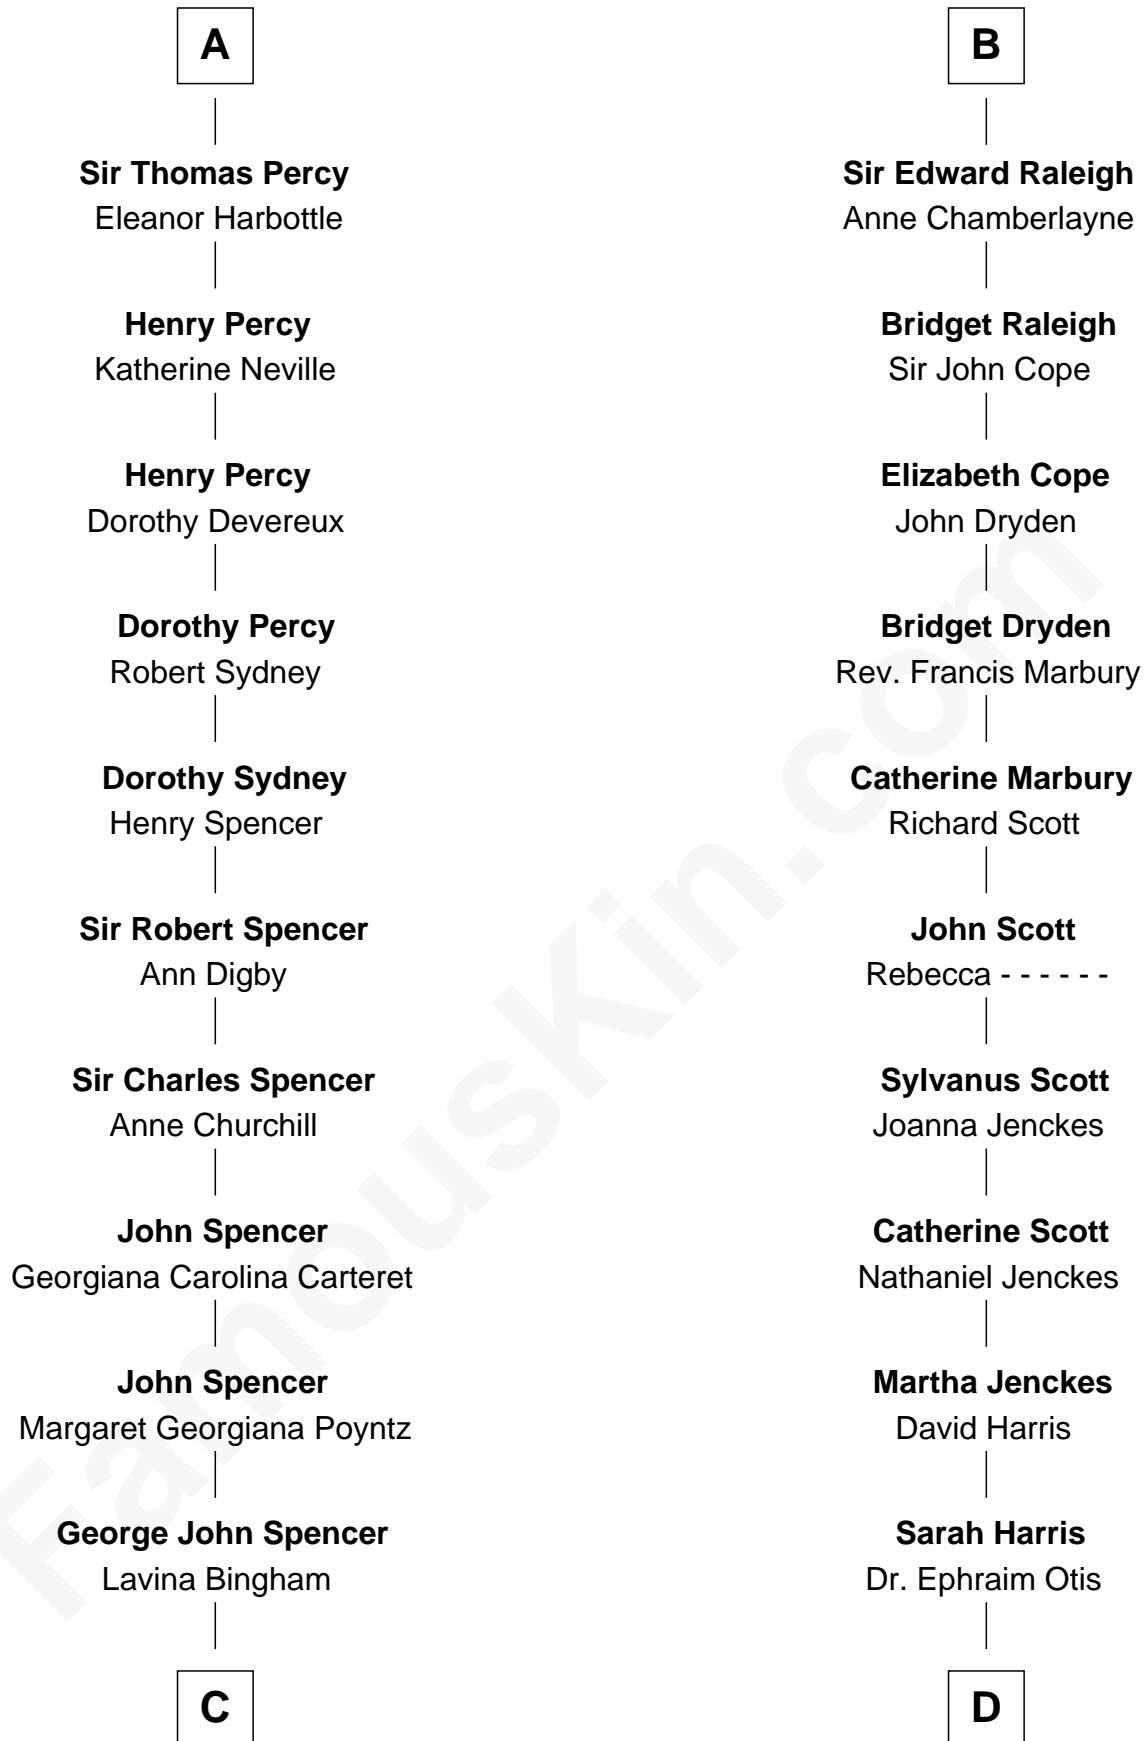 A
Sir Thomas Percy
Eleanor Harbottle
Henry Percy
Katherine Neville
Henry Percy
Dorothy Devereux
Dorothy Percy
Robert Sydney
Dorothy Sydney
Henry Spencer
Sir Robert Spencer
Ann Digby
Sir Charles Spencer
Anne Churchill
John Spencer
Georgiana Carolina Carteret
John Spencer
Margaret Georgiana Poyntz
George John Spencer
Lavina Bingham
C
B
Sir Edward Raleigh
Anne Chamberlayne
Bridget Raleigh
Sir John Cope
Elizabeth Cope
John Dryden
Bridget Dryden
Rev. Francis Marbury
Catherine Marbury
Richard Scott
John Scott
Rebecca - - - - - -
Sylvanus Scott
Joanna Jenckes
Catherine Scott
Nathaniel Jenckes
Martha Jenckes
David Harris
Sarah Harris
Dr. Ephraim Otis
D
FamousKin.com